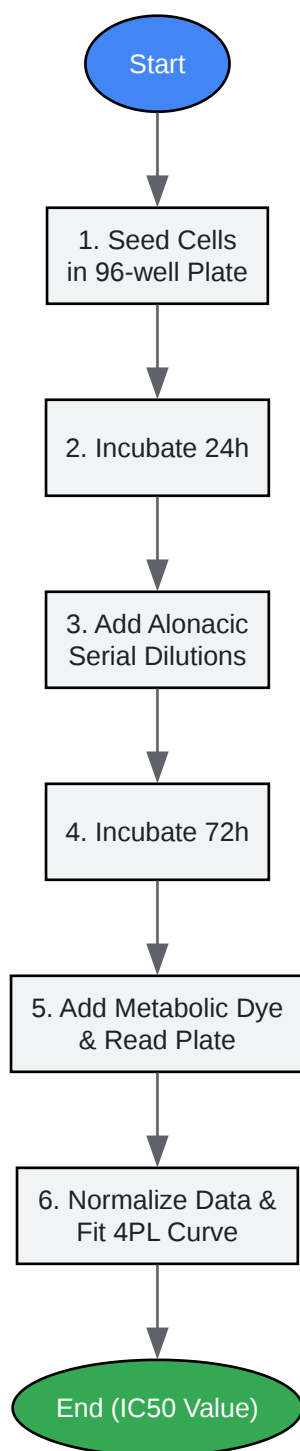 Start
1. Seed Cells
in 96-well Plate
2. Incubate 24h
3. Add Alonacic
Serial Dilutions
4. Incubate 72h
5. Add Metabolic Dye
& Read Plate
6. Normalize Data &
Fit 4PL Curve
End (IC50 Value)